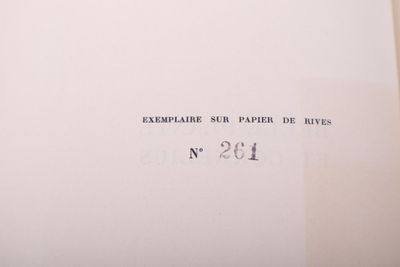 EXEMPLAIRE SUR PAPIER DE RIVES
N° 261